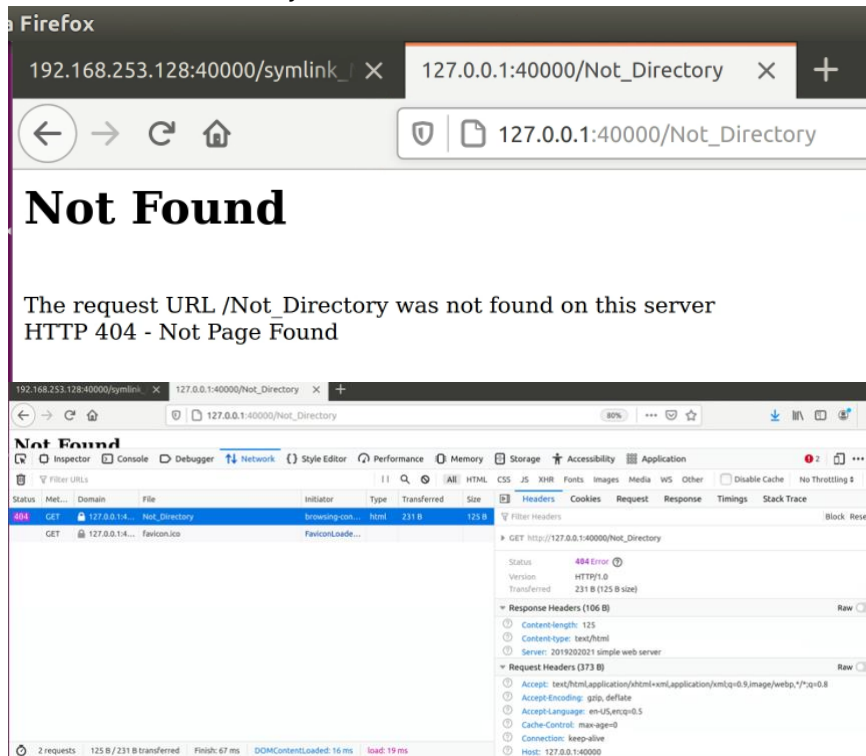 Firefox
192.168.253.128:40000/symlink_
127.0.0.1:40000/Not_Directory
127.0.0.1:40000/Not_Directory
Not Found
The request URL /Not_Directory was not found on this server
HTTP 404 - Not Page Found
192.168.253.128:40000/symlink_ 127.0.0.1:40000/Not_Directory
127.0.0.1:40000/Not_Directory 80%
Not Found
Inspector Console Debugger Network Style Editor Performance Memory Storage Accessibility Application 2
Filter URLs All HTML CSS JS XHR Fonts Images Media WS Other Disable Cache No Throttling
Status Met... Domain File Initiator Type Transferred Size Headers Cookies Request Response Timings Stack Trace
404 GET 127.0.0.1:4... Not_Directory browsing-con... html 231 B 125 B
GET 127.0.0.1:4... favicon.ico FaviconLoade...
Filter Headers Block Rese
GET http://127.0.0.1:40000/Not_Directory
Status 404 Error
Version HTTP/1.0
Transferred 231 B (125 B size)
Response Headers (106 B) Raw
Content-length: 125
Content-type: text/html
Server: 2019202021 simple web server
Request Headers (373 B) Raw
Accept: text/html,application/xhtml+xml,application/xml;q=0.9,image/webp,*/*;q=0.8
Accept-Encoding: gzip, deflate
Accept-Language: en-US,en;q=0.5
Cache-Control: max-age=0
Connection: keep-alive
Host: 127.0.0.1:40000
2 requests 125 B / 231 B transferred Finish: 67 ms DOMContentLoaded: 16 ms load: 19 ms